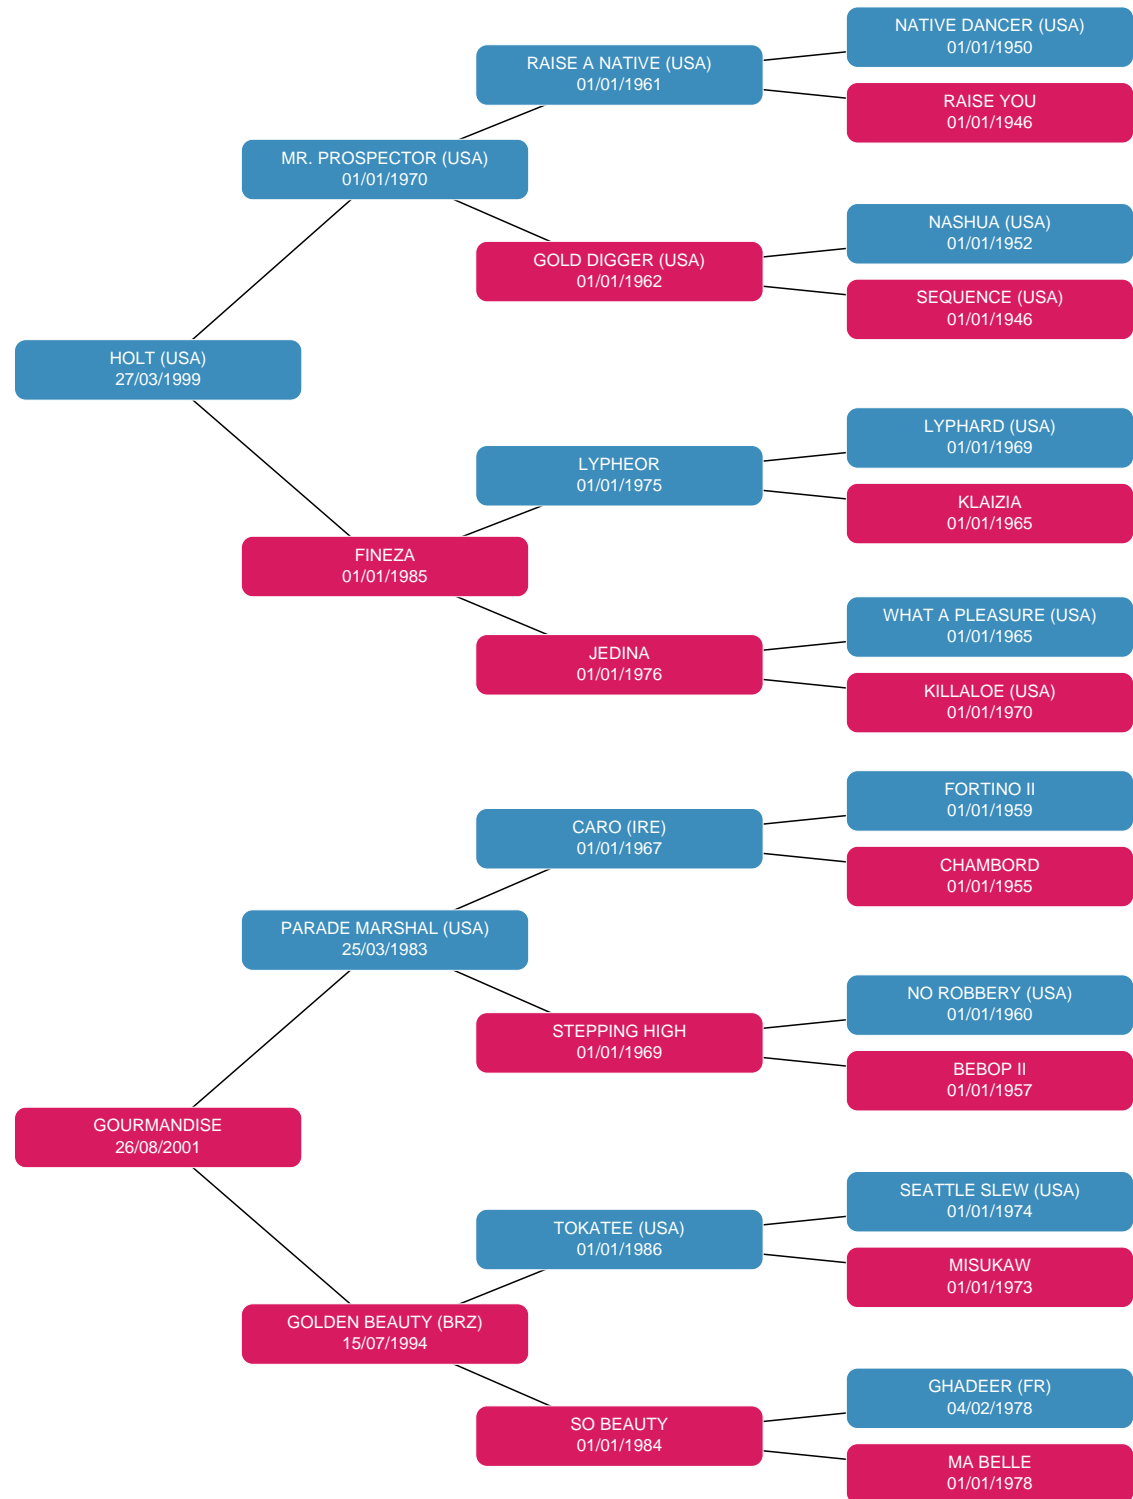 NATIVE DANCER (USA)
01/01/1950
RAISE A NATIVE (USA)
01/01/1961
RAISE YOU
01/01/1946
MR. PROSPECTOR (USA)
01/01/1970
NASHUA (USA)
01/01/1952
GOLD DIGGER (USA)
01/01/1962
SEQUENCE (USA)
01/01/1946
HOLT (USA)
27/03/1999
LYPHARD (USA)
01/01/1969
LYPHEOR
01/01/1975
KLAIZIA
01/01/1965
FINEZA
01/01/1985
WHAT A PLEASURE (USA)
01/01/1965
JEDINA
01/01/1976
KILLALOE (USA)
01/01/1970
FORTINO II
01/01/1959
CARO (IRE)
01/01/1967
CHAMBORD
01/01/1955
PARADE MARSHAL (USA)
25/03/1983
NO ROBBERY (USA)
01/01/1960
STEPPING HIGH
01/01/1969
BEBOP II
01/01/1957
GOURMANDISE
26/08/2001
SEATTLE SLEW (USA)
01/01/1974
TOKATEE (USA)
01/01/1986
MISUKAW
01/01/1973
GOLDEN BEAUTY (BRZ)
15/07/1994
GHADEER (FR)
04/02/1978
SO BEAUTY
01/01/1984
MA BELLE
01/01/1978